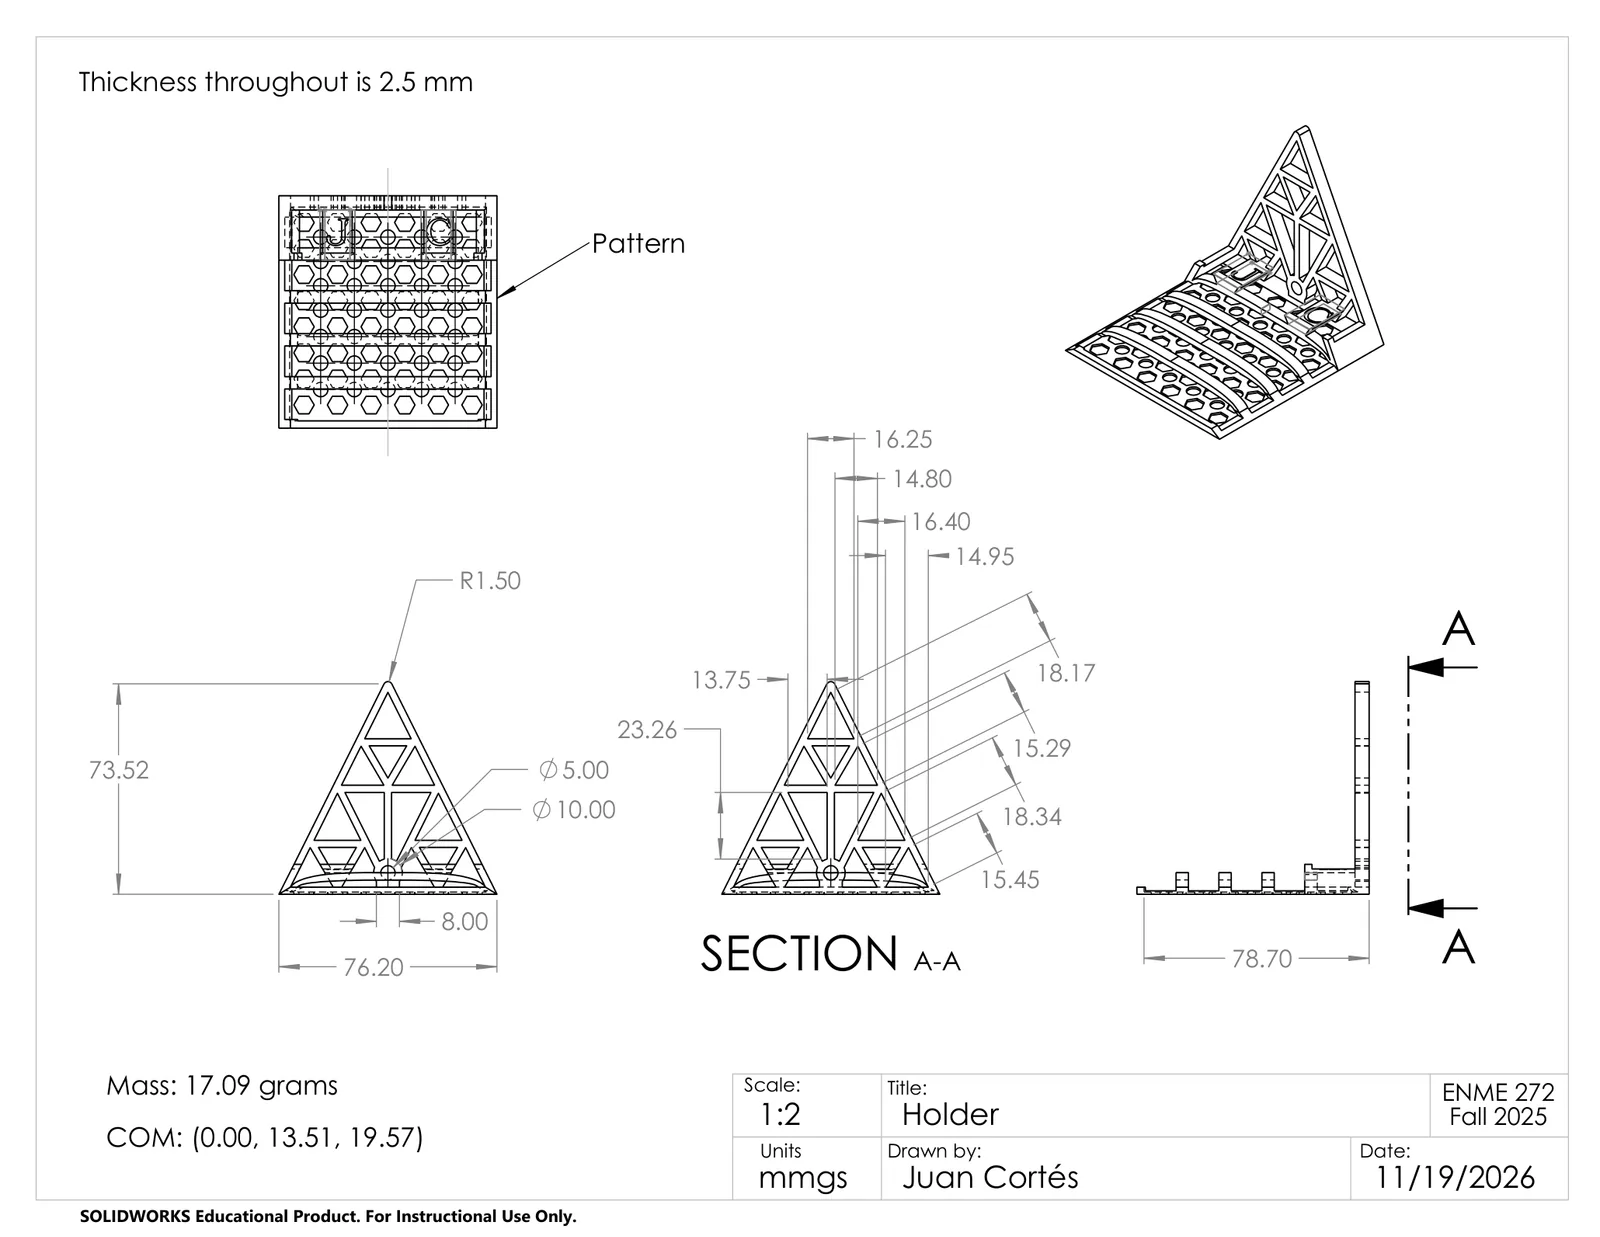 Thickness throughout is 2.5 mm
J
C
Pattern
J
C
16.25
14.80
16.40
14.95
R1.50
A
13.75
18.17
23.26
15.29
73.52
∅5.00
∅10.00
18.34
15.45
8.00
76.20
SECTION A-A
78.70
A
Mass: 17.09 grams
COM: (0.00, 13.51, 19.57)
Scale:
1:2
Title:
Holder
ENME 272
Fall 2025
Units
mmgs
Drawn by:
Juan Cortés
Date:
11/19/2026
SOLIDWORKS Educational Product. For Instructional Use Only.